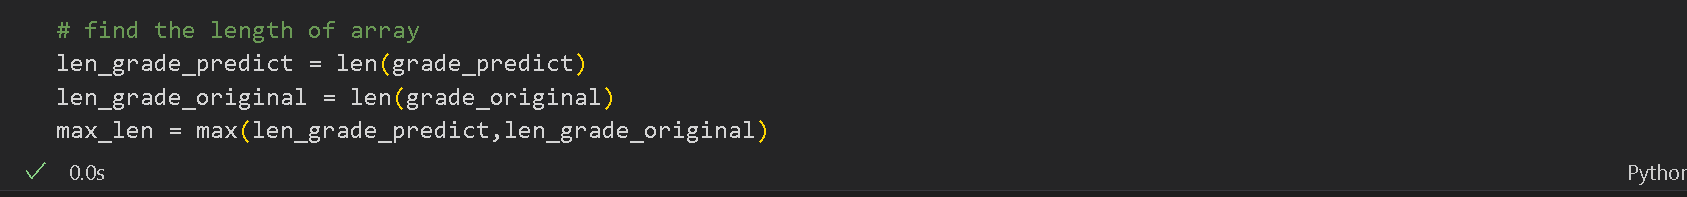 # find the length of array
len_grade_predict = len(grade_predict)
len_grade_original = len(grade_original)
max_len = max(len_grade_predict,len_grade_original)
0.0s